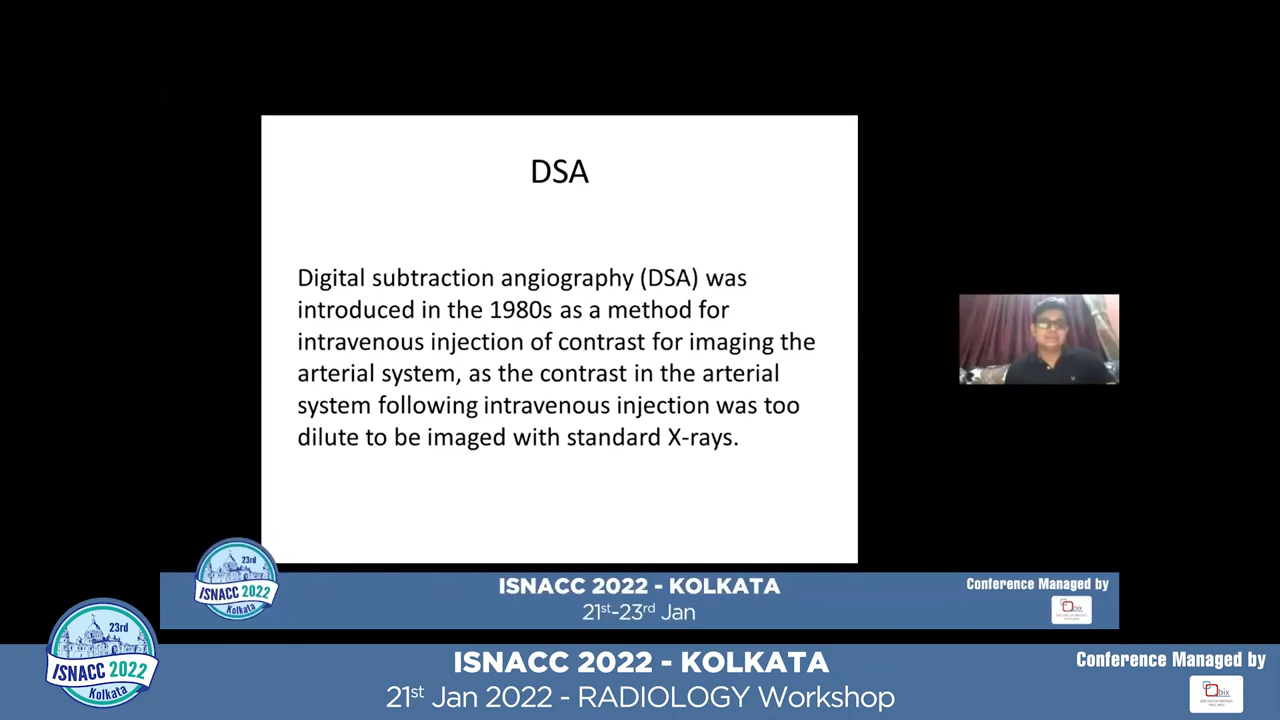 DSA
Digital subtraction angiography (DSA) was
introduced in the 1980s as a method for
intravenous injection of contrast for imaging the
arterial system, as the contrast in the arterial
system following intravenous injection was too
dilute to be imaged with standard X-rays.
23rd
ISNACC 2022
Kolkata
ISNACC 2022 - KOLKATA
21st-23rd Jan
Conference Managed by
23rd
ISNACC 2022
Kolkata
ISNACC 2022 - KOLKATA
21st Jan 2022 - RADIOLOGY Workshop
Conference Managed by